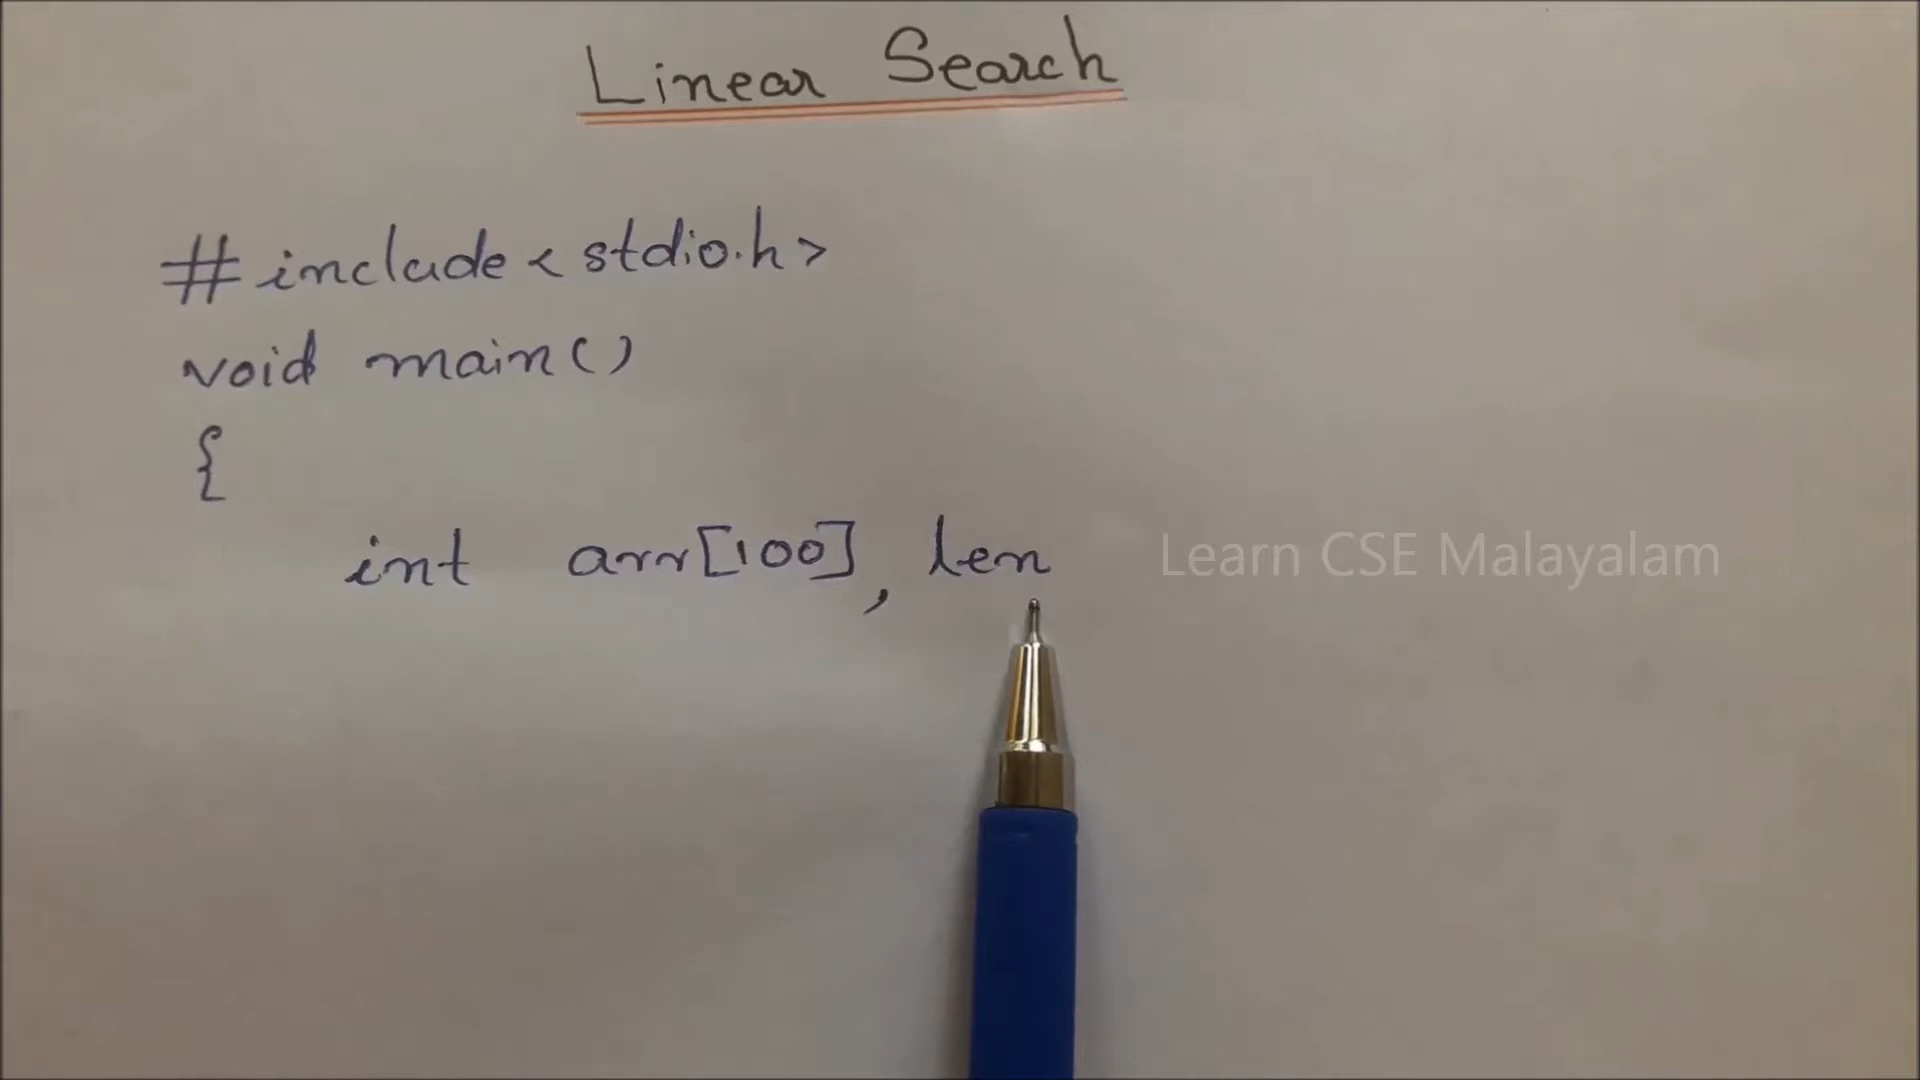 Linear Search
#include<stdio.h>
void main()
{
int arr[100], len
Learn CSE Malayalam